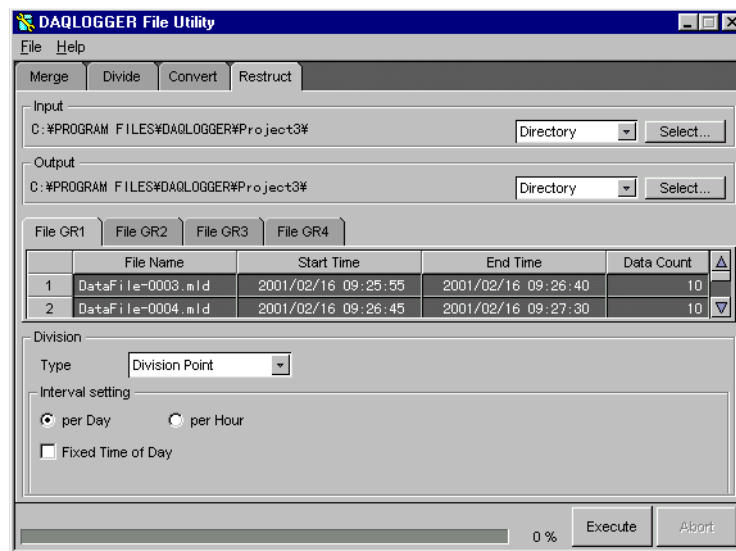 DAQLOGGER File Utility
File Help
Merge Divide Convert Restruct
Input
C:¥PROGRAM FILES¥DAQLOGGER¥Project3¥ Directory Select...
Output
C:¥PROGRAM FILES¥DAQLOGGER¥Project3¥ Directory Select...
File GR1 File GR2 File GR3 File GR4
File Name Start Time End Time Data Count
1 DataFile-0003.mld 2001/02/16 09:25:55 2001/02/16 09:26:40 10
2 DataFile-0004.mld 2001/02/16 09:26:45 2001/02/16 09:27:30 10
Division
Type Division Point
Interval setting
per Day per Hour
Fixed Time of Day
0 % Execute Abort